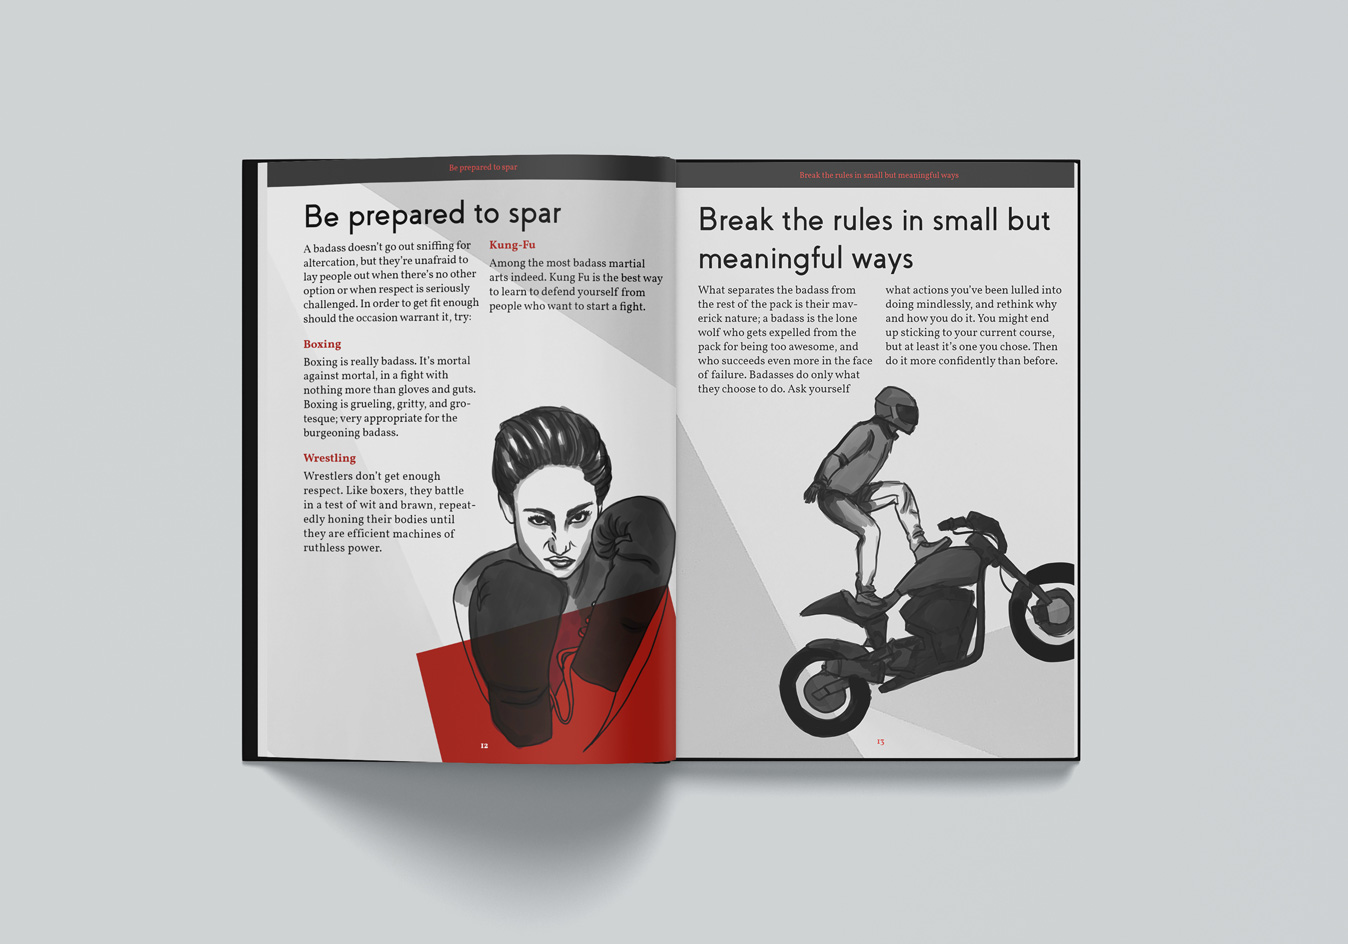 Be prepared to spar
Be prepared to spar
A badass doesn't go out sniffing for
altercation, but they're unafraid to
lay people out when there's no other
option or when respect is seriously
challenged. In order to get fit enough
should the occasion warrant it, try:
Boxing
Boxing is really badass. It's mortal
against mortal, in a fight with
nothing more than gloves and guts.
Boxing is grueling, gritty, and gro-
tesque; very appropriate for the
burgeoning badass.
Wrestling
Wrestlers don't get enough
respect. Like boxers, they battle
in a test of wit and brawn, repeat-
edly honing their bodies until
they are efficient machines of
ruthless power.
Kung-Fu
Among the most badass martial
arts indeed. Kung Fu is the best way
to learn to defend yourself from
people who want to start a fight.
12
Break the rules in small but meaningful ways
Break the rules in small but
meaningful ways
What separates the badass from
the rest of the pack is their mav-
erick nature; a badass is the lone
wolf who gets expelled from the
pack for being too awesome, and
who succeeds even more in the face
of failure. Badasses do only what
they choose to do. Ask yourself
what actions you've been lulled into
doing mindlessly, and rethink why
and how you do it. You might end
up sticking to your current course,
but at least it's one you chose. Then
do it more confidently than before.
13